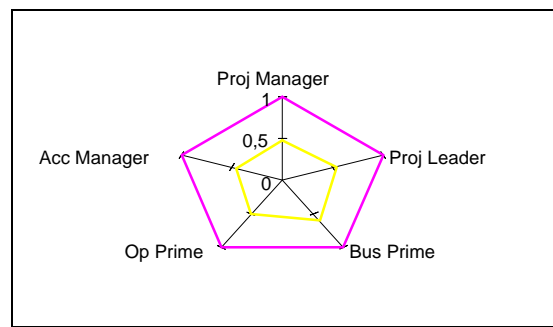 Proj Manager
1
0,5
Acc Manager
Proj Leader
0
Op Prime
Bus Prime